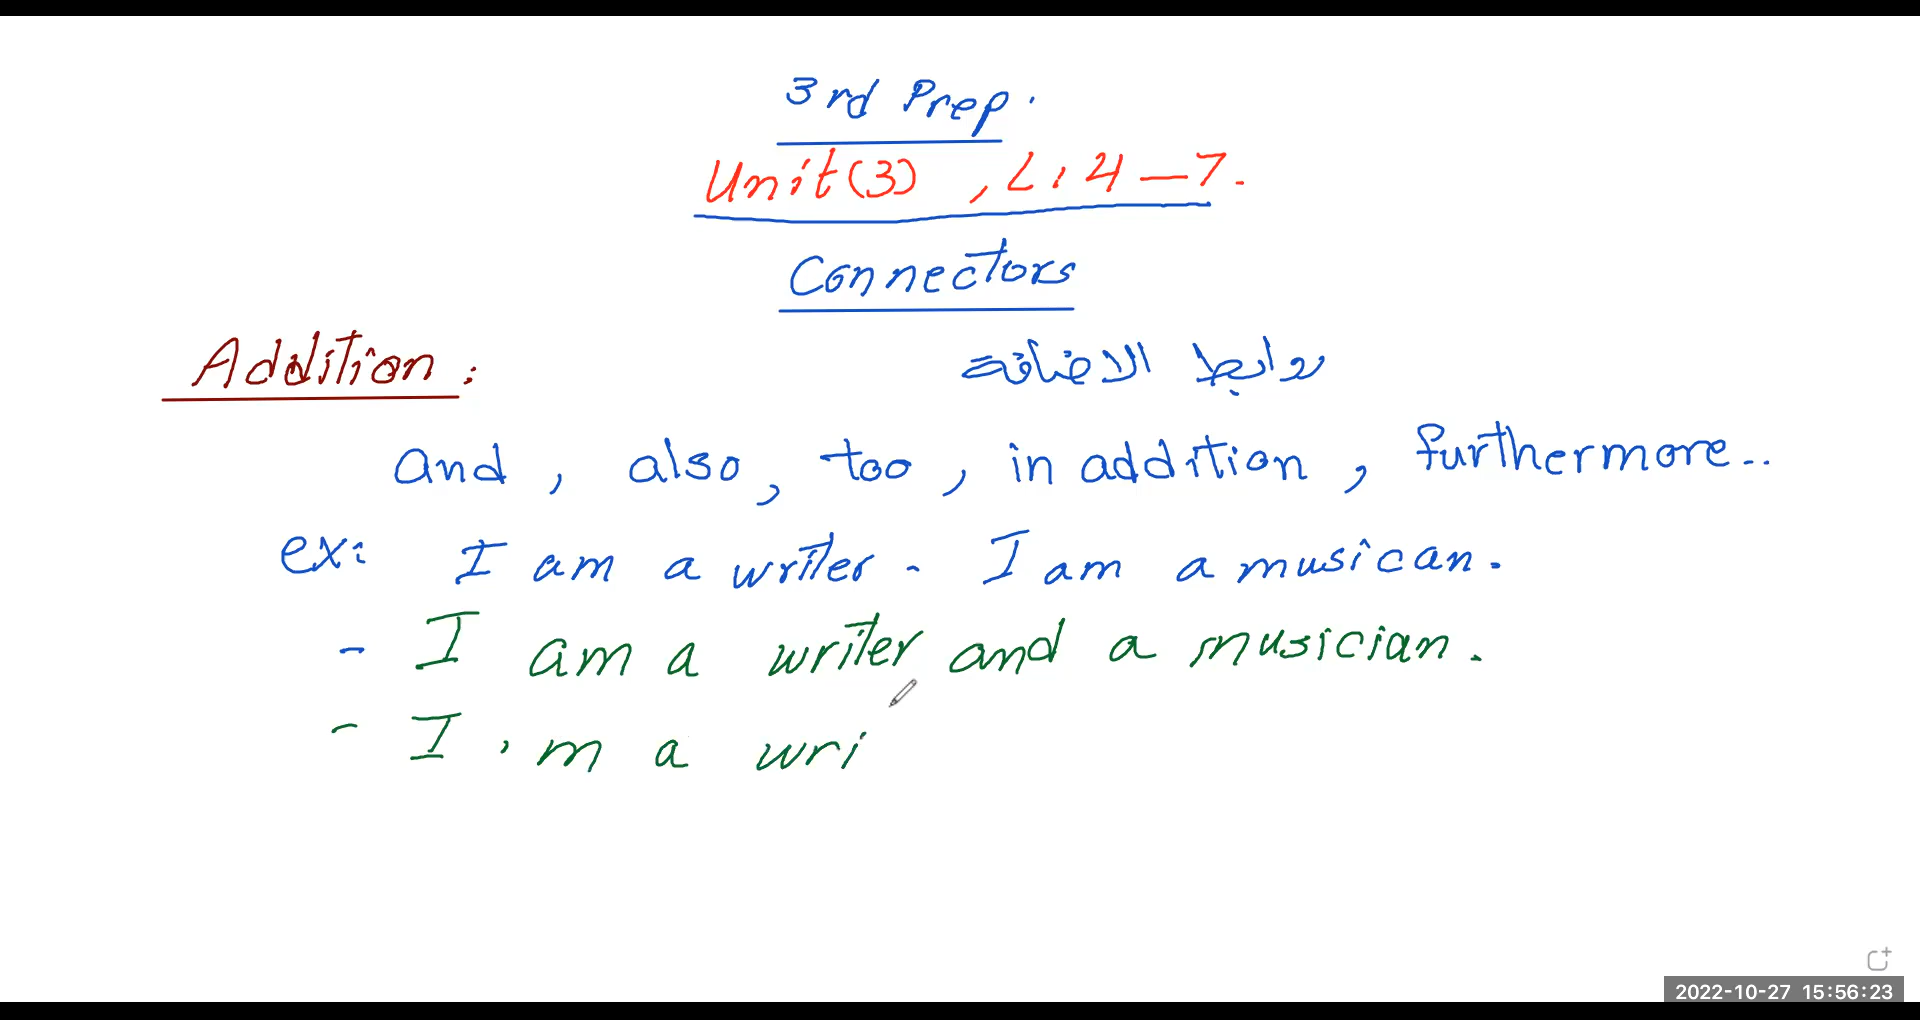 3rd Prep.
Unit (3) , L: 4 – 7.
Connectors
Addition : روابط الاضافة
and , also , too , in addition , furthermore..
ex: I am a writer . I am a musican.
- I am a writer and a musician.
- I'm a wri
2022-10-27 15:56:23